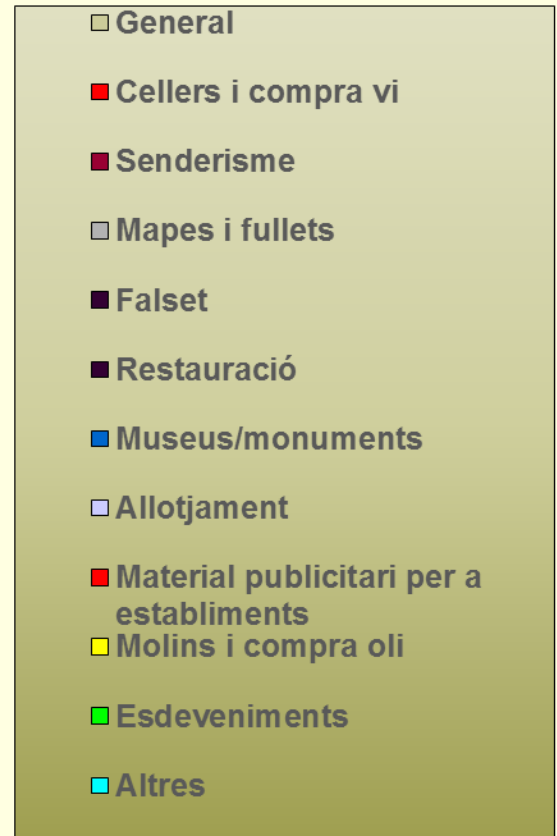 General
Cellers i compra vi
Senderisme
Mapes i fullets
Falset
Restauració
Museus/monuments
Allotjament
Material publicitari per a
establiments
Molins i compra oli
Esdeveniments
Altres